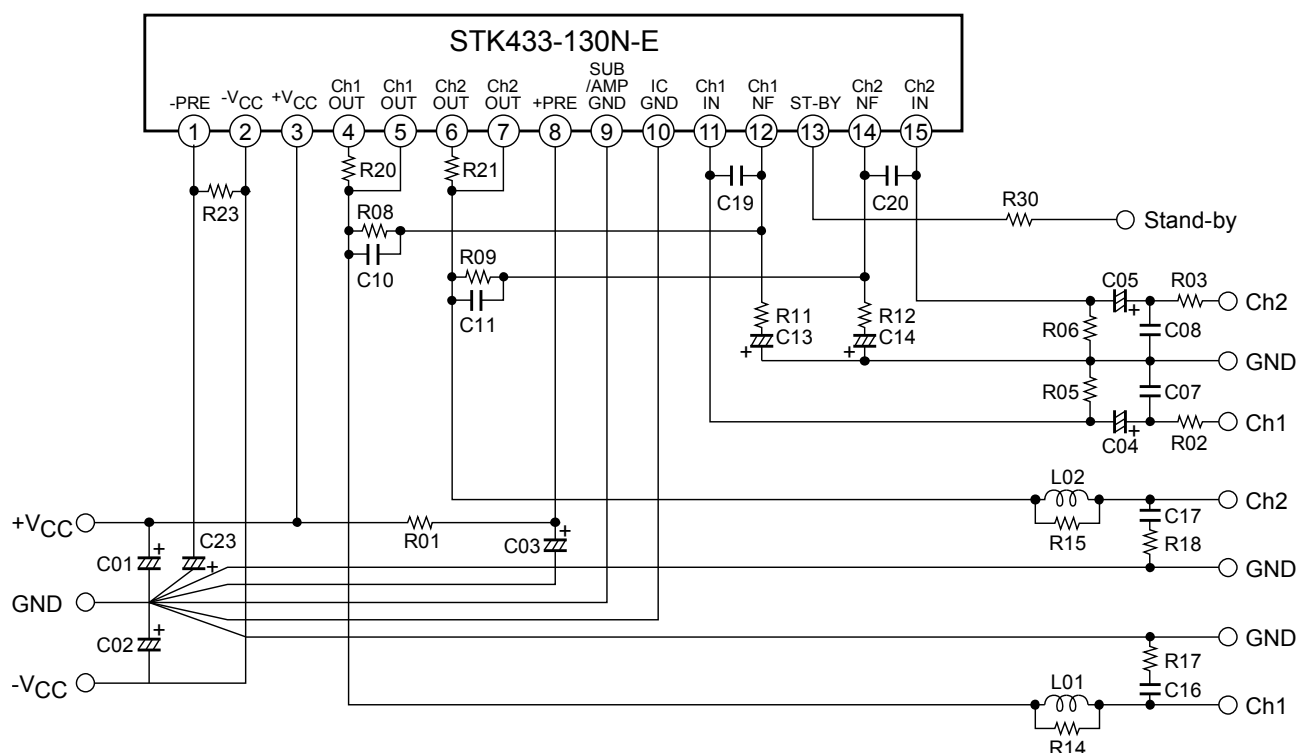 STK433-130N-E
-PRE
-VCC
+VCC
Ch1
OUT
Ch1
OUT
Ch2
OUT
Ch2
OUT
+PRE
SUB
/AMP
GND
IC
GND
Ch1
IN
Ch1
NF
ST-BY
Ch2
NF
Ch2
IN
1 2 3 4 5 6 7 8 9 10 11 12 13 14 15
R20
R21
C19
C20
R23
R08
C10
R30
Stand-by
R09
C11
R11
C13
R12
C14
+
+
C05
+
R03
Ch2
R06
C08
GND
R05
C07
C04
+
R02
Ch1
L02
R15
Ch2
C17
R18
GND
+VCC
C01
+
C23
+
R01
C03
+
GND
C02
+
-VCC
GND
R17
C16
L01
R14
Ch1